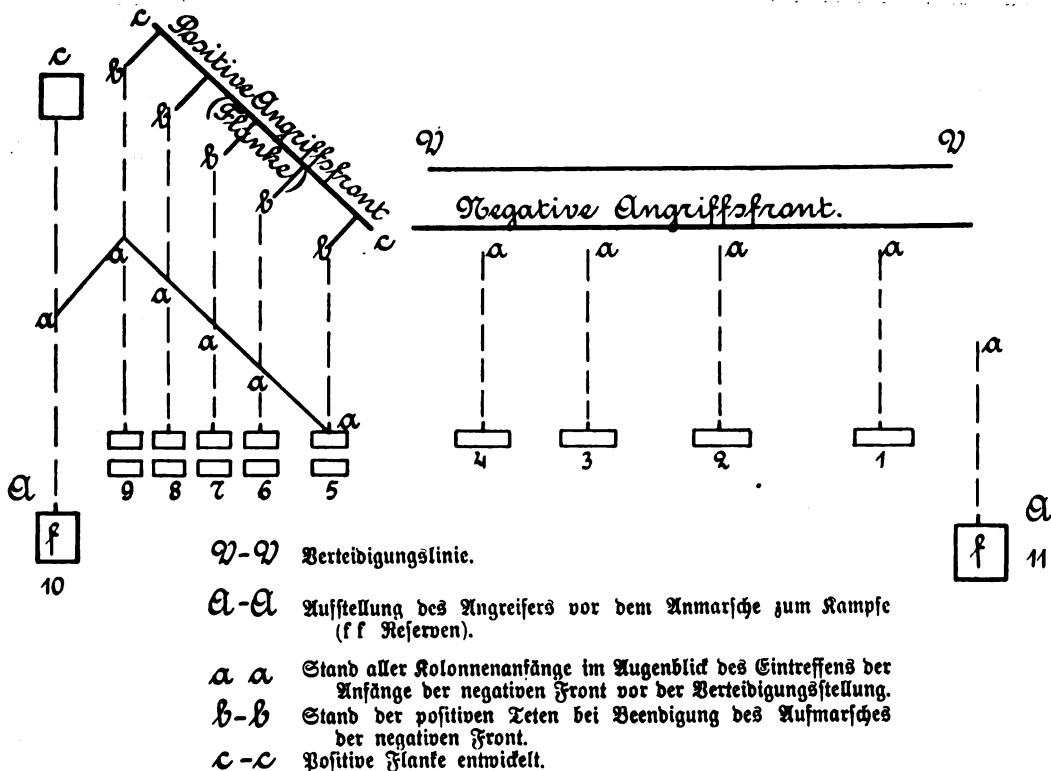 c
c
Positive Angriffsfront
(Flanke)
b
b
b
b
b
c
V
V
Negative Angriffsfront.
a
a
a
a
a
a
a
a
a
a
a
A
9
8
7
6
5
4
3
2
1
f
10
A
f
11
V-V Verteidigungslinie.
A-A Aufstellung des Angreifers vor dem Anmarsche zum Kampfe
(f f Reserven).
a a Stand aller Kolonnenanfänge im Augenblick des Eintreffens der
Anfänge der negativen Front vor der Verteidigungsstellung.
b-b Stand der positiven Teten bei Beendigung des Aufmarsches
der negativen Front.
c-c Positive Flanke entwickelt.